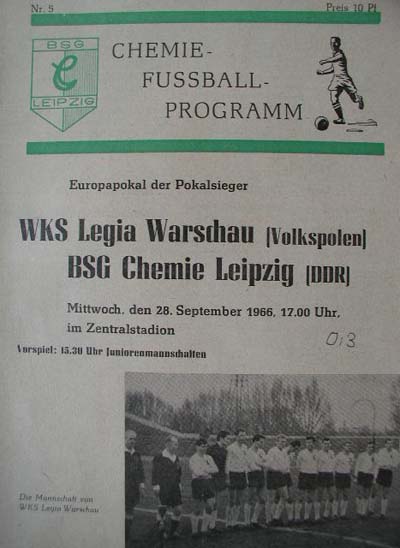 Nr. 5
Preis 10 Pf
BSG
C
LEIPZIG
CHEMIE-
FUSSBALL-
PROGRAMM
Europapokal der Pokalsieger
WKS Legia Warschau (Volkspolen)
BSG Chemie Leipzig (DDR)
Mittwoch, den 28. September 1966, 17.00 Uhr,
im Zentralstadion
0:3
Vorspiel: 15.30 Uhr Juniorenmannschaften
Die Mannschaft von
WKS Legia Warschau